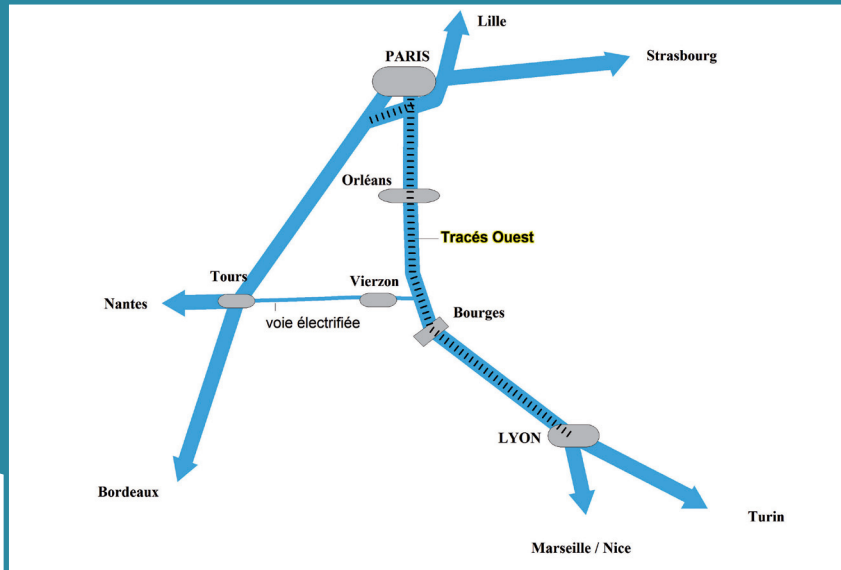 Lille
PARIS
Strasbourg
Orléans
Tracés Ouest
Tours
Vierzon
Nantes
Bourges
voie électrifiée
LYON
Bordeaux
Turin
Marseille / Nice